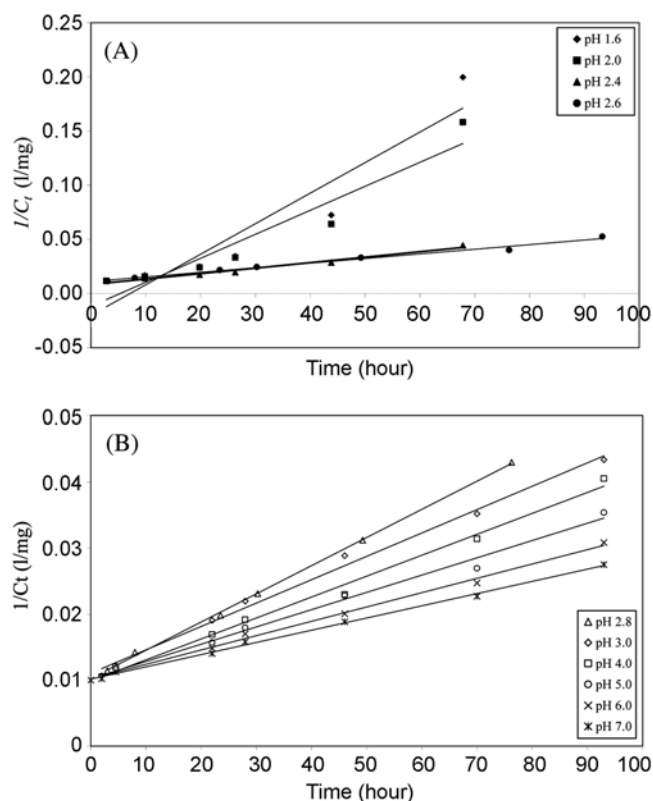 (A)
1/Ct (l/mg)
0.25
0.20
0.15
0.10
0.05
0.00
-0.05
pH 1.6
pH 2.0
pH 2.4
pH 2.6
0 10 20 30 40 50 60 70 80 90 100
Time (hour)
(B)
1/Ct (l/mg)
0.05
0.04
0.03
0.02
0.01
0
pH 2.8
pH 3.0
pH 4.0
pH 5.0
pH 6.0
pH 7.0
0 10 20 30 40 50 60 70 80 90 100
Time (hour)